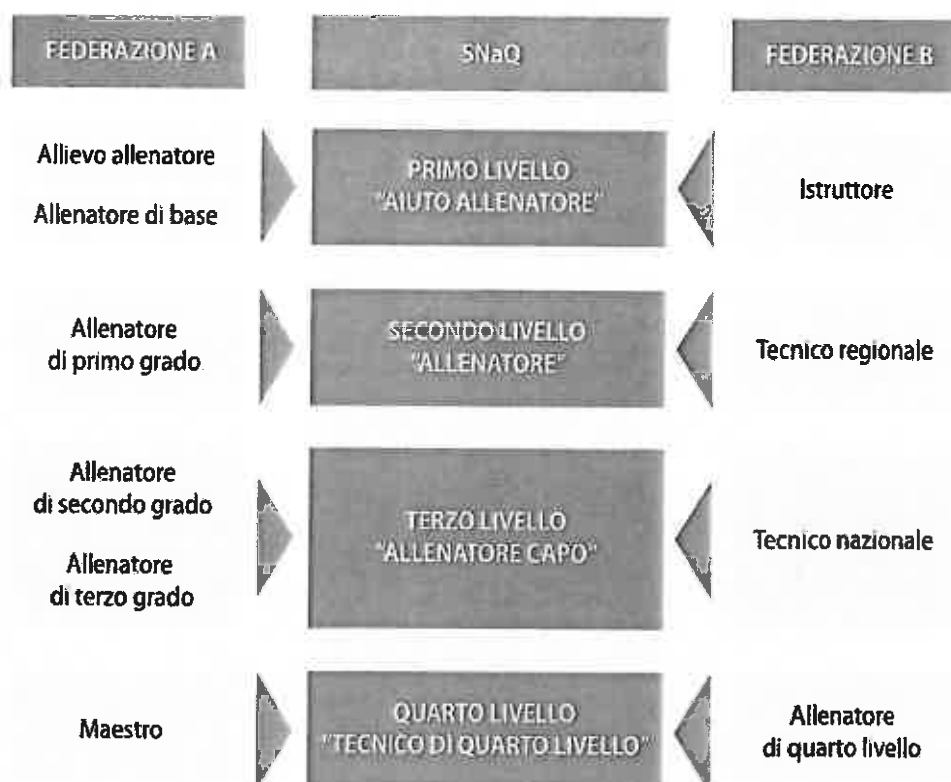 FEDERAZIONE A
SNaQ
FEDERAZIONE B
Allievo allenatore
Allenatore di base
PRIMO LIVELLO
"AIUTO ALLENATORE"
Istruttore
Allenatore
di primo grado
SECONDO LIVELLO
"ALLENATORE"
Tecnico regionale
Allenatore
di secondo grado
Allenatore
di terzo grado
TERZO LIVELLO
"ALLENATORE CAPO"
Tecnico nazionale
Maestro
QUARTO LIVELLO
"TECNICO DI QUARTO LIVELLO"
Allenatore
di quarto livello